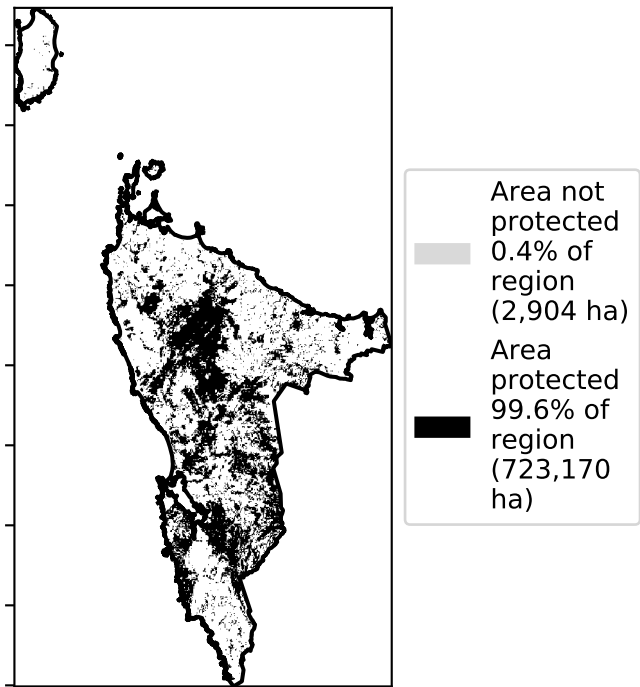 Area not
protected
0.4% of
region
(2,904 ha)
Area
protected
99.6% of
region
(723,170
ha)